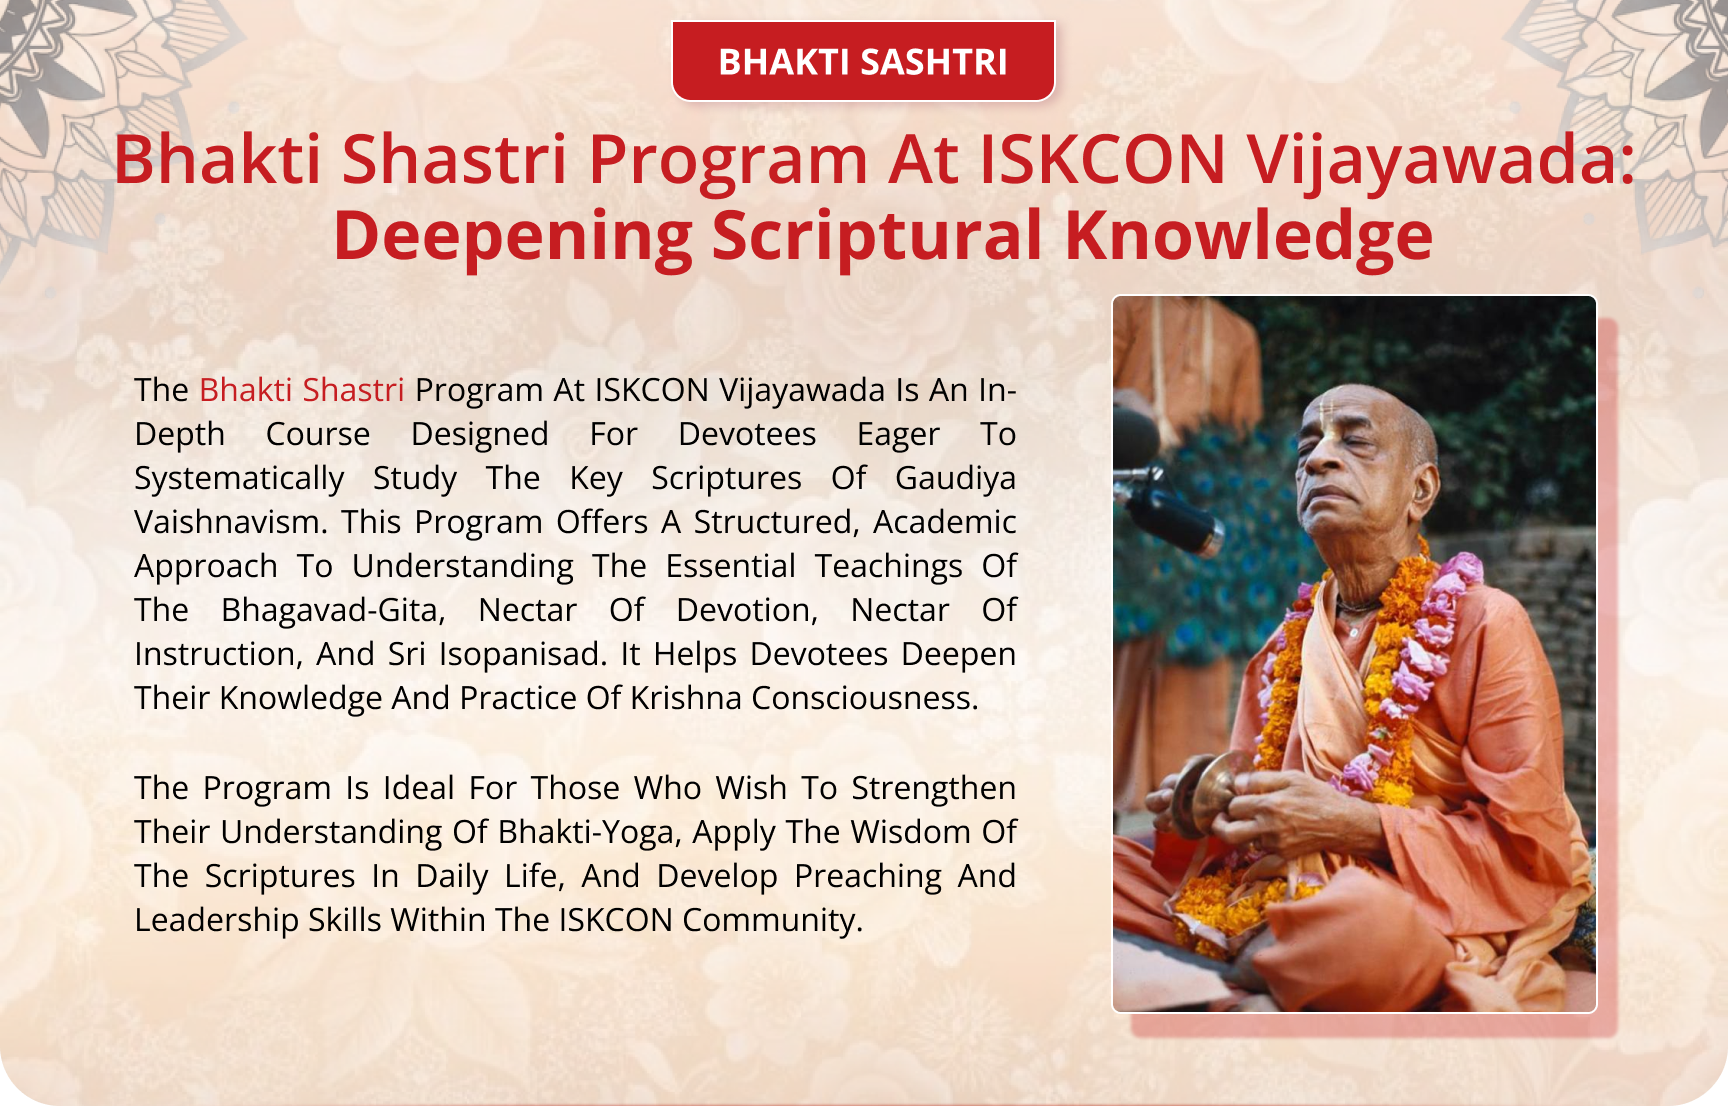 BHAKTI SASHTRI
Bhakti Shastri Program At ISKCON Vijayawada:
Deepening Scriptural Knowledge
The Bhakti Shastri Program At ISKCON Vijayawada Is An In-
Depth Course Designed For Devotees Eager To
Systematically Study The Key Scriptures Of Gaudiya
Vaishnavism. This Program Offers A Structured, Academic
Approach To Understanding The Essential Teachings Of
The Bhagavad-Gita, Nectar Of Devotion, Nectar Of
Instruction, And Sri Isopanisad. It Helps Devotees Deepen
Their Knowledge And Practice Of Krishna Consciousness.
The Program Is Ideal For Those Who Wish To Strengthen
Their Understanding Of Bhakti-Yoga, Apply The Wisdom Of
The Scriptures In Daily Life, And Develop Preaching And
Leadership Skills Within The ISKCON Community.